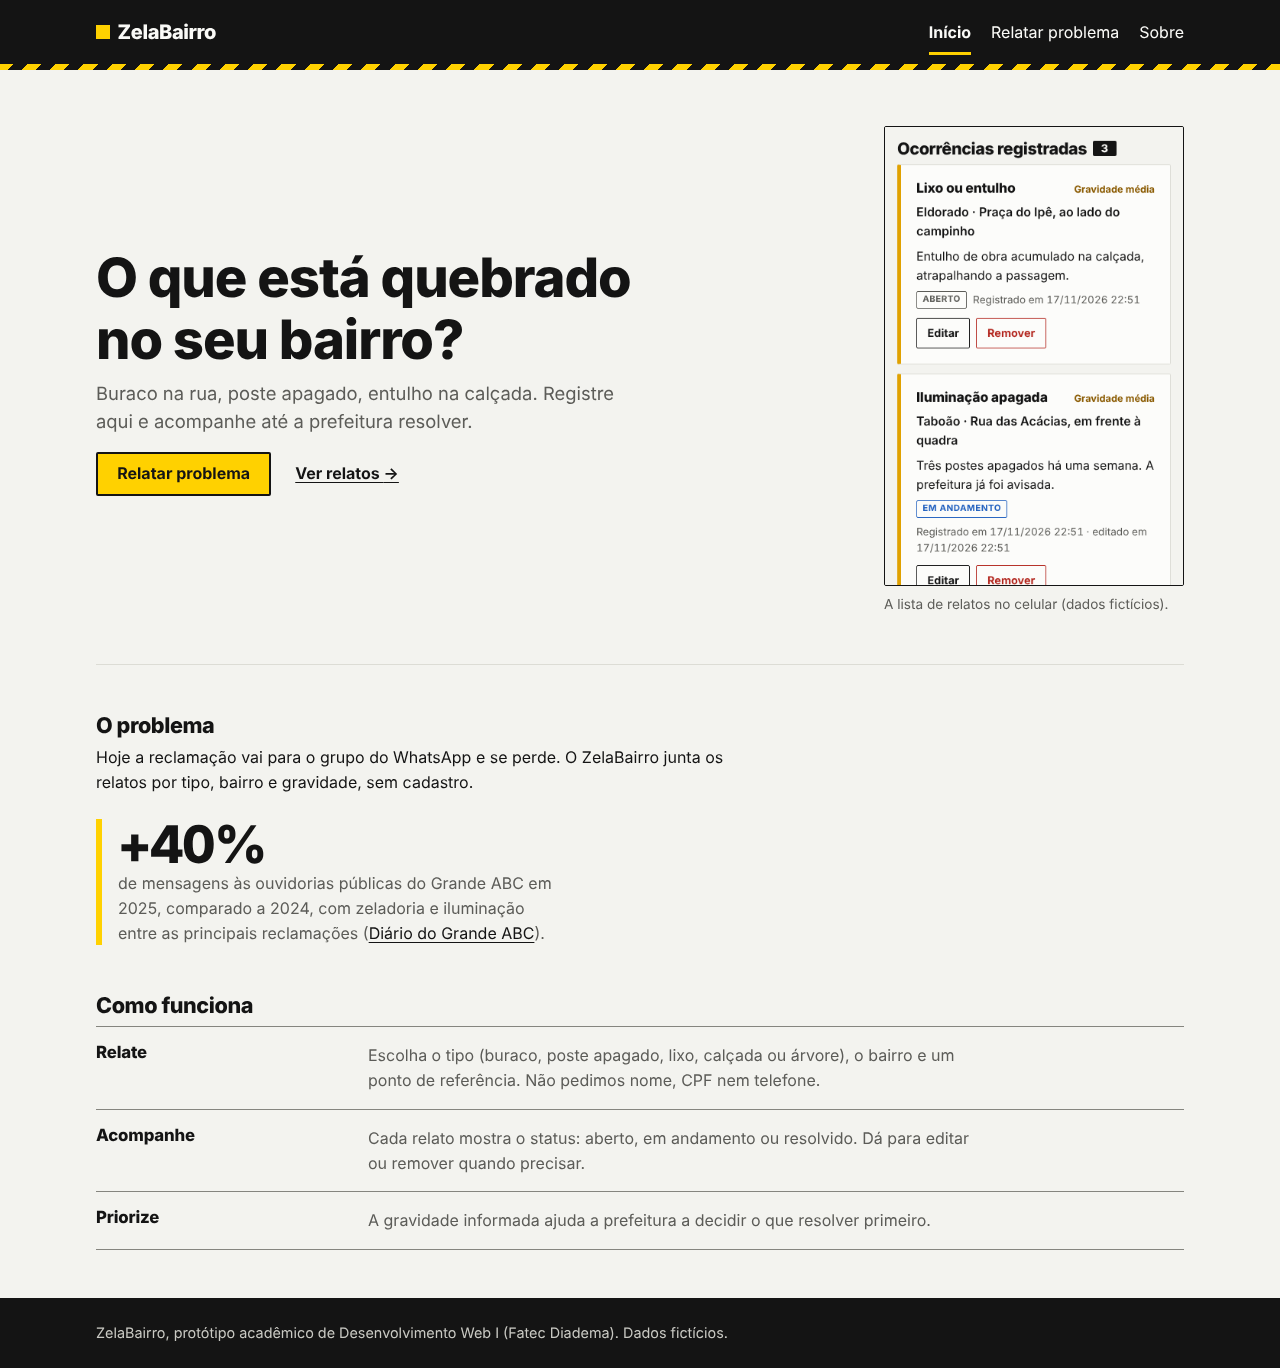 ZelaBairro
Início Relatar problema Sobre
O que está quebrado
no seu bairro?
Buraco na rua, poste apagado, entulho na calçada. Registre
aqui e acompanhe até a prefeitura resolver.
Relatar problema Ver relatos →
Ocorrências registradas 3
Lixo ou entulho Gravidade média
Eldorado · Praça do Ipê, ao lado do
campinho
Entulho de obra acumulado na calçada,
atrapalhando a passagem.
ABERTO Registrado em 17/11/2026 22:51
Editar Remover
Iluminação apagada Gravidade média
Taboão · Rua das Acácias, em frente à
quadra
Três postes apagados há uma semana. A
prefeitura já foi avisada.
EM ANDAMENTO
Registrado em 17/11/2026 22:51 · editado em
17/11/2026 22:51
Editar Remover
A lista de relatos no celular (dados fictícios).
O problema
Hoje a reclamação vai para o grupo do WhatsApp e se perde. O ZelaBairro junta os
relatos por tipo, bairro e gravidade, sem cadastro.
+40%
de mensagens às ouvidorias públicas do Grande ABC em
2025, comparado a 2024, com zeladoria e iluminação
entre as principais reclamações (Diário do Grande ABC).
Como funciona
Relate
Escolha o tipo (buraco, poste apagado, lixo, calçada ou árvore), o bairro e um
ponto de referência. Não pedimos nome, CPF nem telefone.
Acompanhe
Cada relato mostra o status: aberto, em andamento ou resolvido. Dá para editar
ou remover quando precisar.
Priorize
A gravidade informada ajuda a prefeitura a decidir o que resolver primeiro.
ZelaBairro, protótipo acadêmico de Desenvolvimento Web I (Fatec Diadema). Dados fictícios.